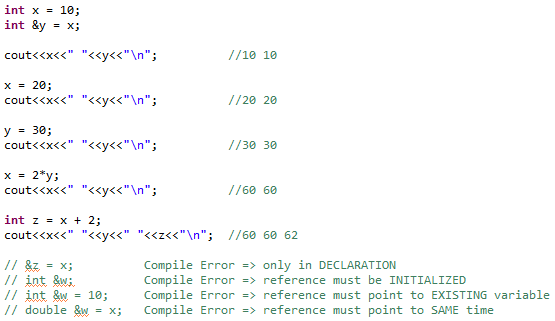 int x = 10;
int &y = x;
cout<<x<<" "<<y<<"\n"; //10 10
x = 20;
cout<<x<<" "<<y<<"\n"; //20 20
y = 30;
cout<<x<<" "<<y<<"\n"; //30 30
x = 2*y;
cout<<x<<" "<<y<<"\n"; //60 60
int z = x + 2;
cout<<x<<" "<<y<<" "<<z<<"\n"; //60 60 62
// &z = x; Compile Error => only in DECLARATION
// int &w; Compile Error => reference must be INITIALIZED
// int &w = 10; Compile Error => reference must point to EXISTING variable
// double &w = x; Compile Error => reference must point to SAME time